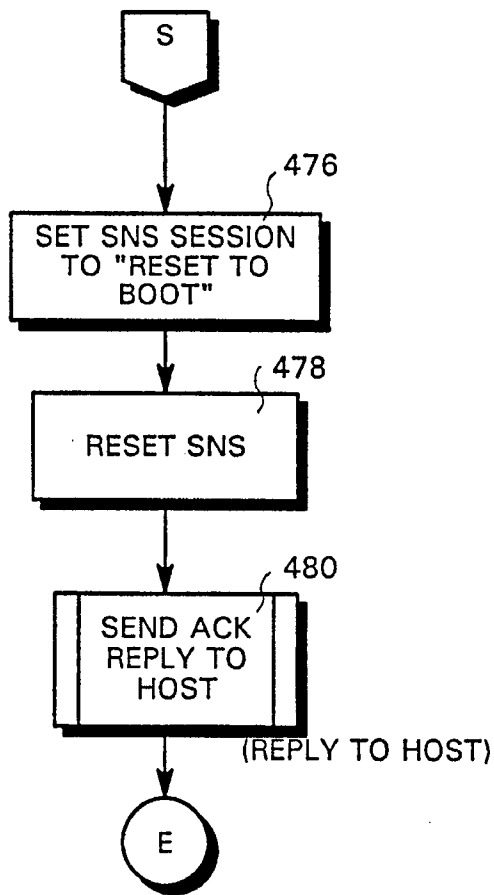 S
476
SET SNS SESSION
TO "RESET TO
BOOT"
478
RESET SNS
480
SEND ACK
REPLY TO
HOST
(REPLY TO HOST)
E